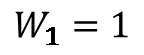 W₁ = 1